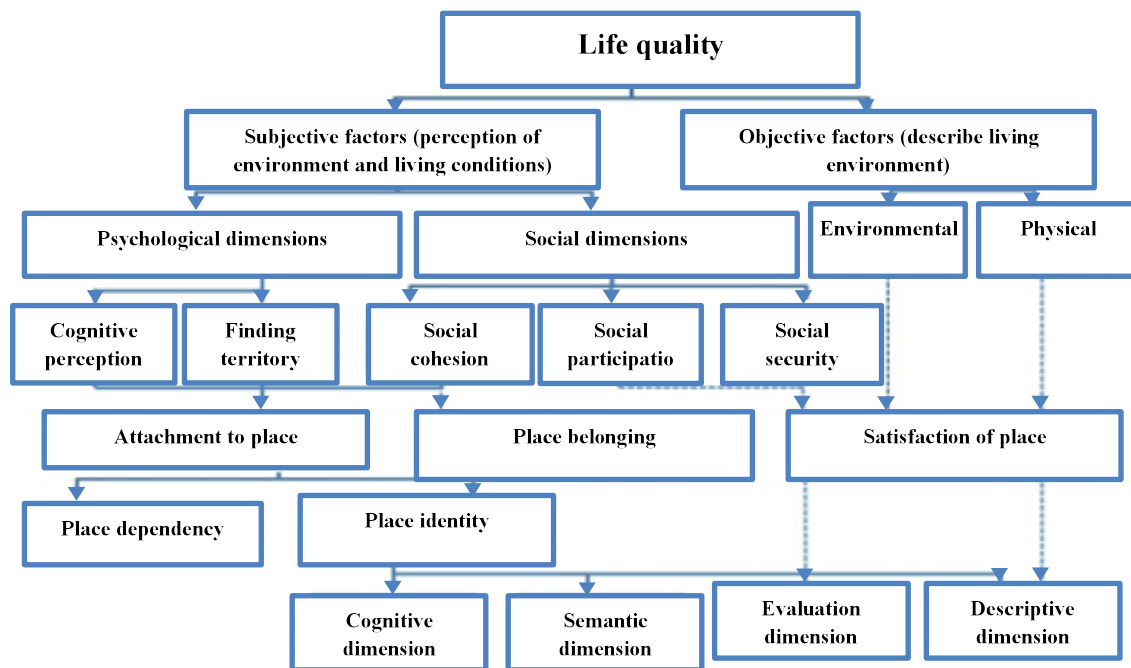 Life quality
Subjective factors (perception of
environment and living conditions)
Objective factors (describe living
environment)
Psychological dimensions
Social dimensions
Environmental
Physical
Cognitive
perception
Finding
territory
Social
cohesion
Social
participatio
Social
security
Attachment to place
Place belonging
Satisfaction of place
Place dependency
Place identity
Cognitive
dimension
Semantic
dimension
Evaluation
dimension
Descriptive
dimension